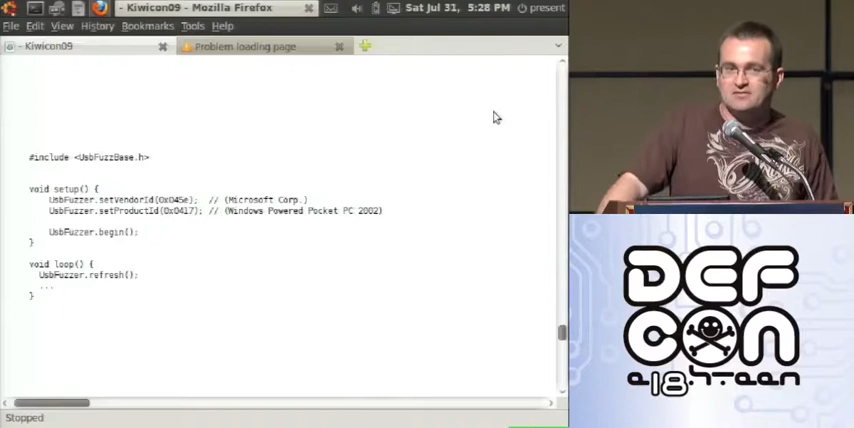 - Kiwicon09 - Mozilla Firefox
Sat Jul 31, 5:28 PM
present
File Edit View History Bookmarks Tools Help
- Kiwicon09
Problem loading page
#include <UsbFuzzBase.h>
void setup() {
UsbFuzzer.setVendorId(0x045e); // (Microsoft Corp.)
UsbFuzzer.setProductId(0x0417); // (Windows Powered Pocket PC 2002)
UsbFuzzer.begin();
}
void loop() {
UsbFuzzer.refresh();
...
}
Stopped
DEF
CON
e18h-teen